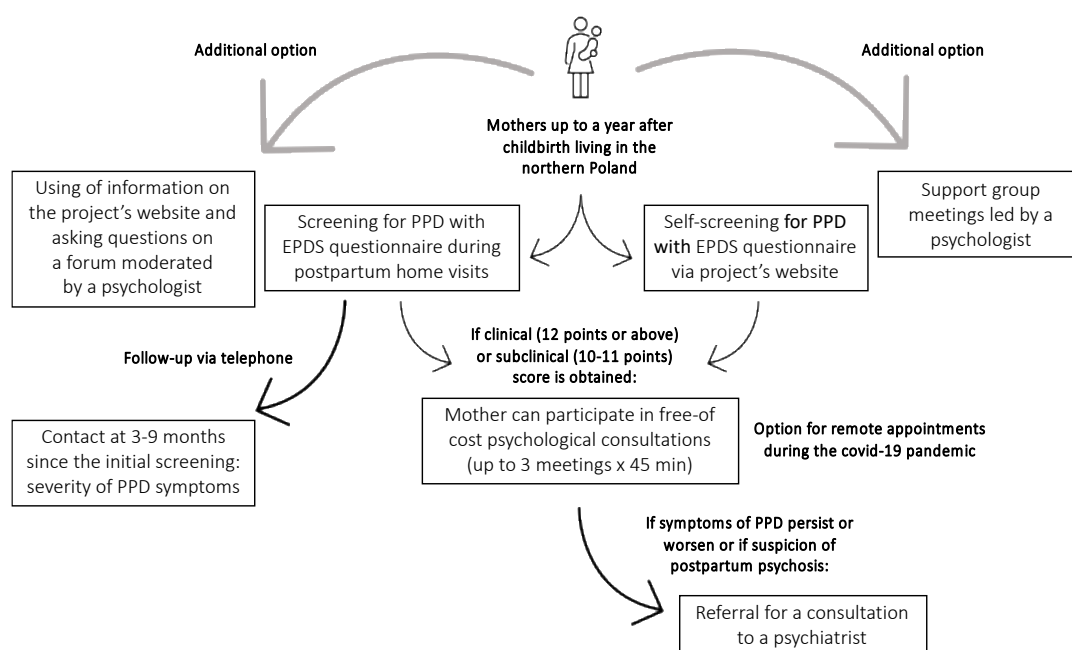 Additional option
Additional option
Mothers up to a year after
childbirth living in the
northern Poland
Using of information on
the project's website and
asking questions on
a forum moderated
by a psychologist
Screening for PPD with
EPDS questionnaire during
postpartum home visits
Self-screening for PPD
with EPDS questionnaire
via project's website
Support group
meetings led by a
psychologist
Follow-up via telephone
If clinical (12 points or above)
or subclinical (10-11 points)
score is obtained:
Contact at 3-9 months
since the initial screening:
severity of PPD symptoms
Mother can participate in free-of
cost psychological consultations
(up to 3 meetings x 45 min)
Option for remote appointments
during the covid-19 pandemic
If symptoms of PPD persist or
worsen or if suspicion of
postpartum psychosis:
Referral for a consultation
to a psychiatrist